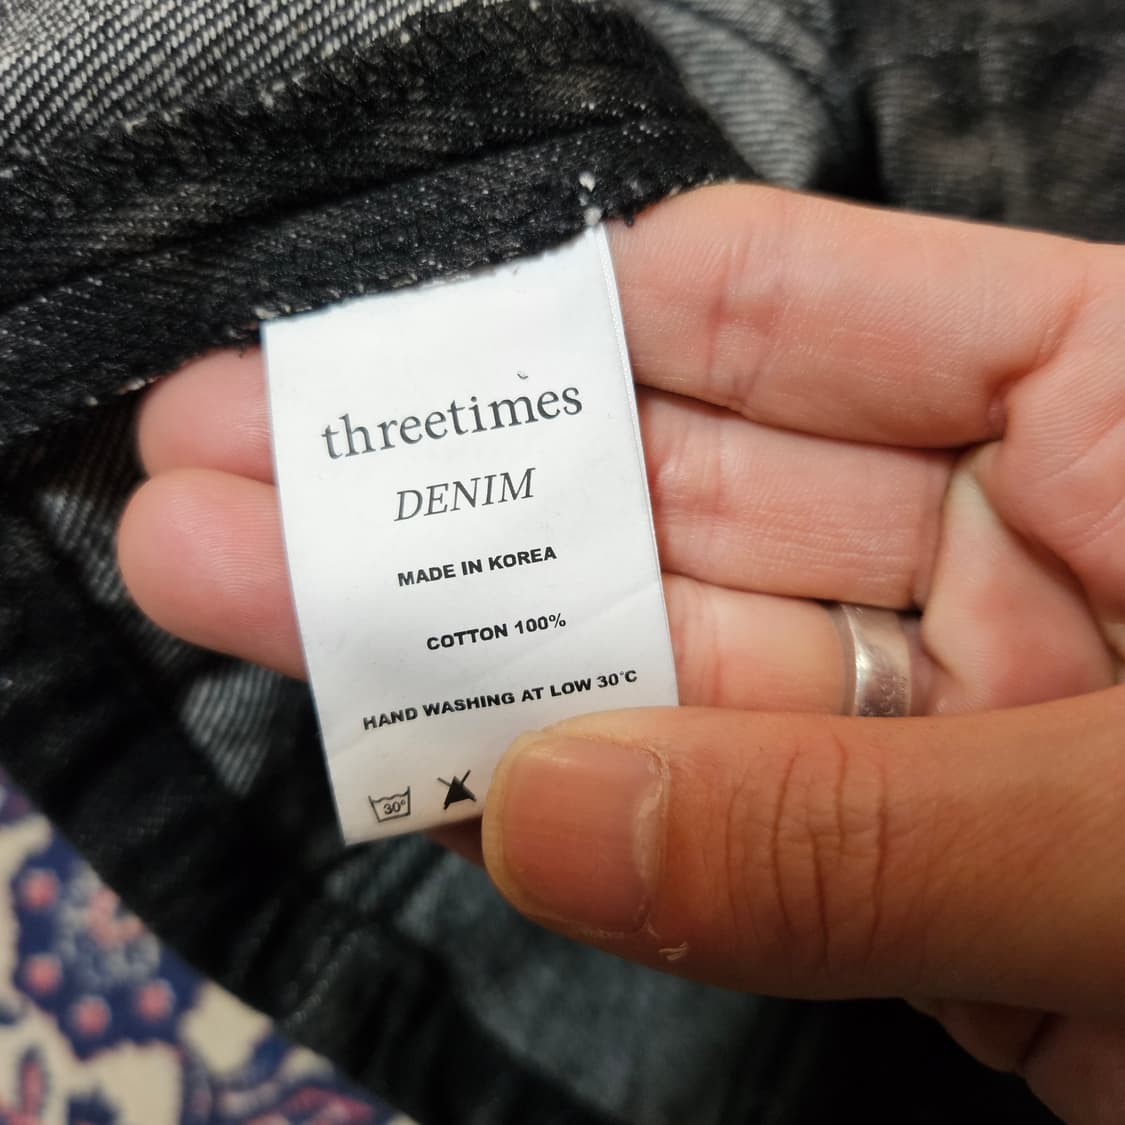 threetimes
DENIM
MADE IN KOREA
COTTON 100%
HAND WASHING AT LOW 30°C
30°